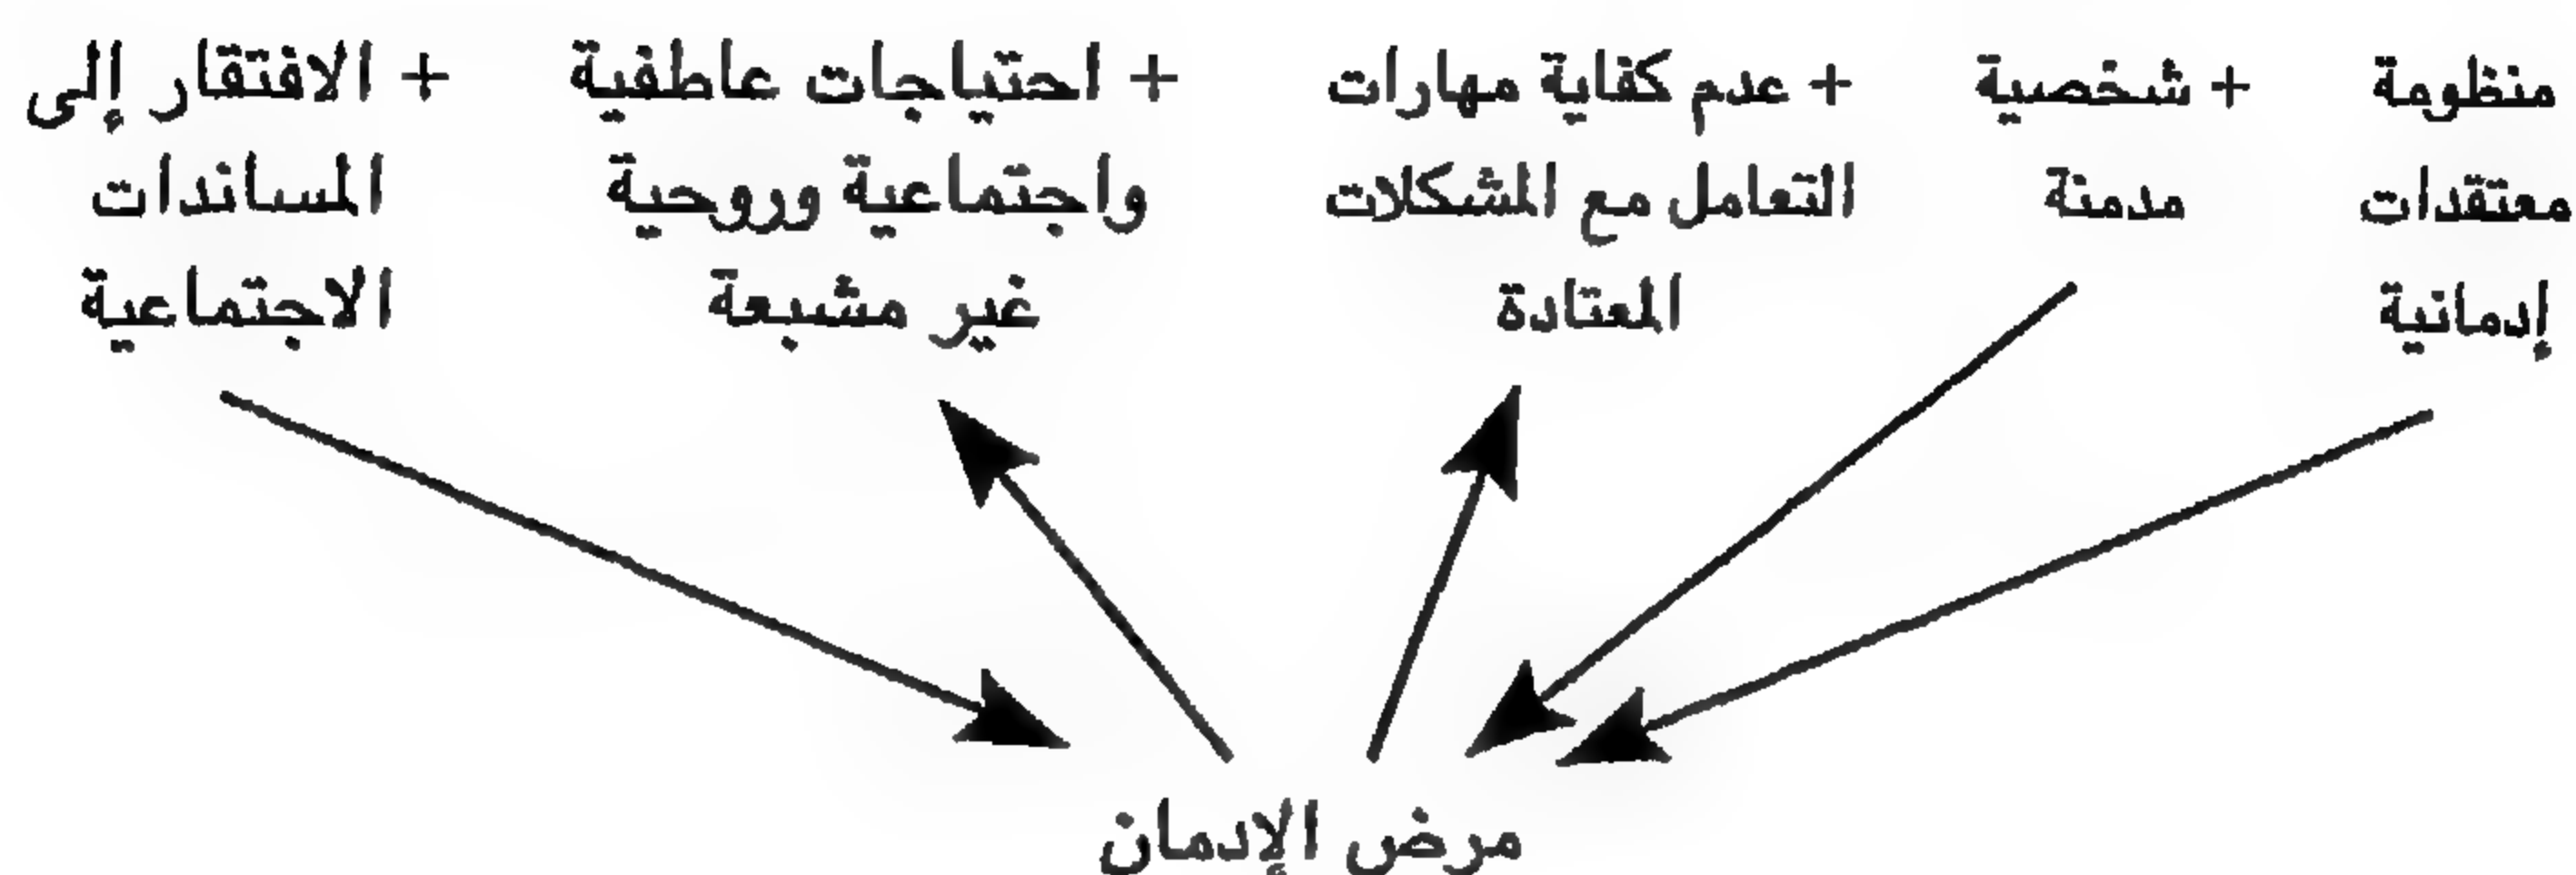 منظومة
معتقدات
إدمانية
+ شخصية
مدمنة
+ عدم كفاية مهارات
التعامل مع المشكلات
المعتادة
+ احتياجات عاطفية
واجتماعية وروحية
غير مشبعة
+ الافتقار إلى
المساندات
الاجتماعية
مرض الإدمان